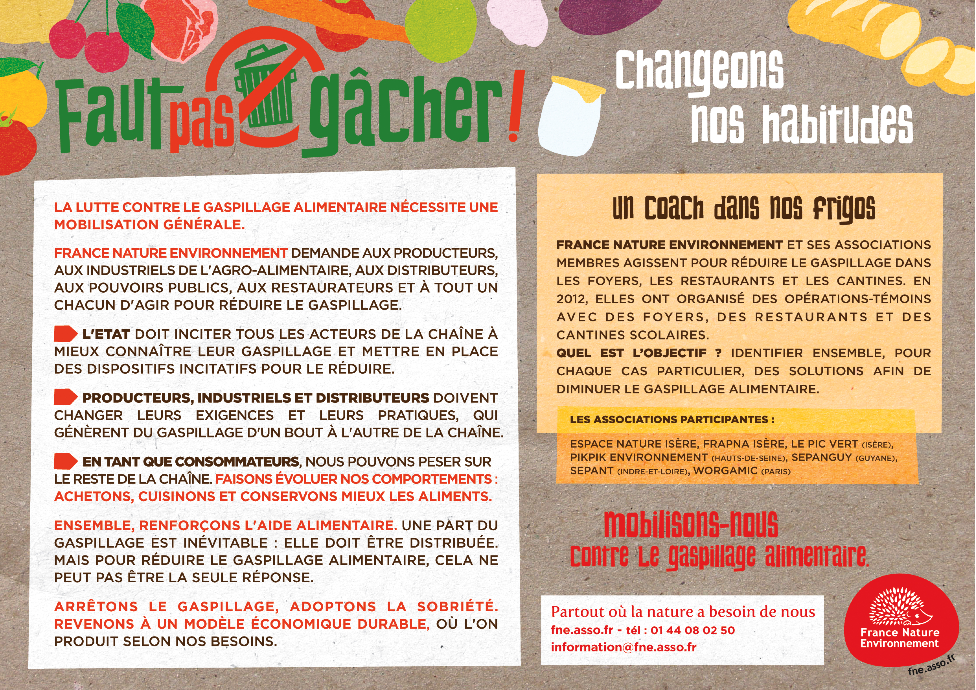 Faut pas gâcher !
LA LUTTE CONTRE LE GASPILLAGE ALIMENTAIRE NÉCESSITE UNE
MOBILISATION GÉNÉRALE.
FRANCE NATURE ENVIRONNEMENT DEMANDE AUX PRODUCTEURS,
AUX INDUSTRIELS DE L'AGRO-ALIMENTAIRE, AUX DISTRIBUTEURS,
AUX POUVOIRS PUBLICS, AUX RESTAURATEURS ET À TOUT UN
CHACUN D'AGIR POUR RÉDUIRE LE GASPILLAGE.
L'ETAT DOIT INCITER TOUS LES ACTEURS DE LA CHAÎNE À
MIEUX CONNAÎTRE LEUR GASPILLAGE ET METTRE EN PLACE
DES DISPOSITIFS INCITATIFS POUR LE RÉDUIRE.
PRODUCTEURS, INDUSTRIELS ET DISTRIBUTEURS DOIVENT
CHANGER LEURS EXIGENCES ET LEURS PRATIQUES, QUI
GÉNÈRENT DU GASPILLAGE D'UN BOUT À L'AUTRE DE LA CHAÎNE.
EN TANT QUE CONSOMMATEURS, NOUS POUVONS PESER SUR
LE RESTE DE LA CHAÎNE. FAISONS ÉVOLUER NOS COMPORTEMENTS :
ACHETONS, CUISINONS ET CONSERVONS MIEUX LES ALIMENTS.
ENSEMBLE, RENFORÇONS L'AIDE ALIMENTAIRE. UNE PART DU
GASPILLAGE EST INÉVITABLE : ELLE DOIT ÊTRE DISTRIBUÉE.
MAIS POUR RÉDUIRE LE GASPILLAGE ALIMENTAIRE, CELA NE
PEUT PAS ÊTRE LA SEULE RÉPONSE.
ARRÊTONS LE GASPILLAGE, ADOPTONS LA SOBRIÉTÉ.
REVENONS À UN MODÈLE ÉCONOMIQUE DURABLE, OÙ L'ON
PRODUIT SELON NOS BESOINS.
Changeons
nos habitudes
un coach dans nos frigos
FRANCE NATURE ENVIRONNEMENT ET SES ASSOCIATIONS
MEMBRES AGISSENT POUR RÉDUIRE LE GASPILLAGE DANS
LES FOYERS, LES RESTAURANTS ET LES CANTINES. EN
2012, ELLES ONT ORGANISÉ DES OPÉRATIONS-TÉMOINS
AVEC DES FOYERS, DES RESTAURANTS ET DES
CANTINES SCOLAIRES.
QUEL EST L'OBJECTIF ? IDENTIFIER ENSEMBLE, POUR
CHAQUE CAS PARTICULIER, DES SOLUTIONS AFIN DE
DIMINUER LE GASPILLAGE ALIMENTAIRE.
LES ASSOCIATIONS PARTICIPANTES :
ESPACE NATURE ISÈRE, FRAPNA ISÈRE, LE PIC VERT (ISÈRE),
PIKPIK ENVIRONNEMENT (HAUTS-DE-SEINE), SEPANGUY (GUYANE),
SEPANT (INDRE-ET-LOIRE), WORGAMIC (PARIS)
mobilisons-nous
contre le gaspillage alimentaire.
Partout où la nature a besoin de nous
fne.asso.fr - tél : 01 44 08 02 50
information@fne.asso.fr
France Nature
Environnement
fne.asso.fr